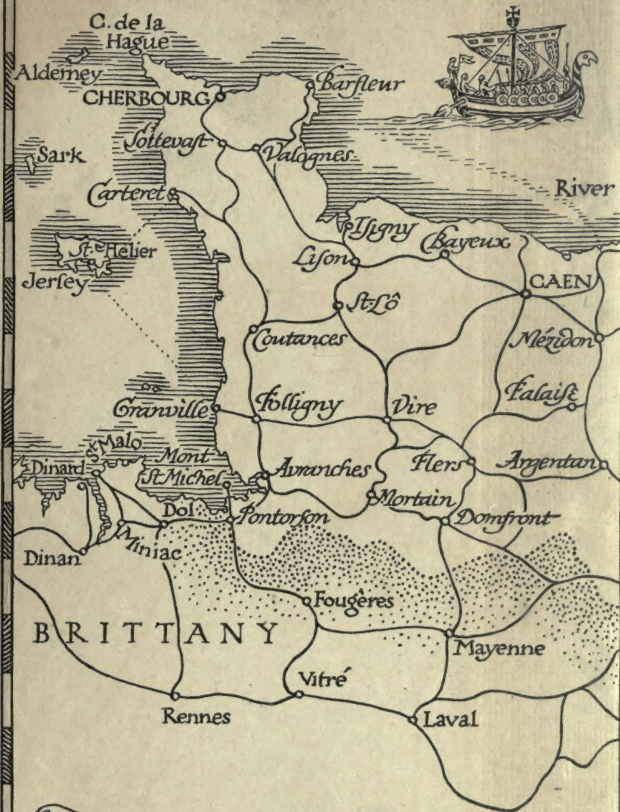 C. de la
Hague
Alderney
Barfleur
CHERBOURG
Sottevast
Valognes
Sark
Carteret
River
Isigny
Bayeux
St. Helier
Lison
Jersey
CAEN
St-Lô
Coutances
Mézidon
Granville
Folligny
Vire
Falaise
St Malo
Dinard
Mont
St Michel
Avranches
Flers
Argentan
Mortain
Dol
Pontorson
Domfront
Miniac
Dinan
Fougères
BRITTANY
Mayenne
Vitré
Rennes
Laval